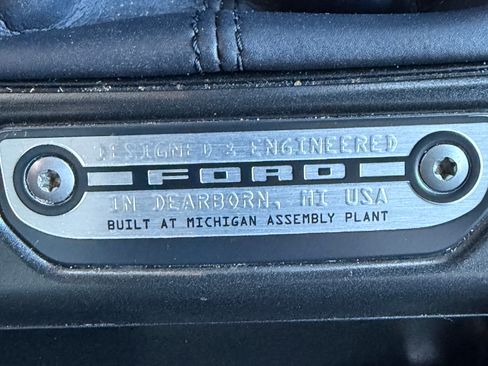 DESIGNED & ENGINEERED
FORD
IN DEARBORN, MI USA
BUILT AT MICHIGAN ASSEMBLY PLANT